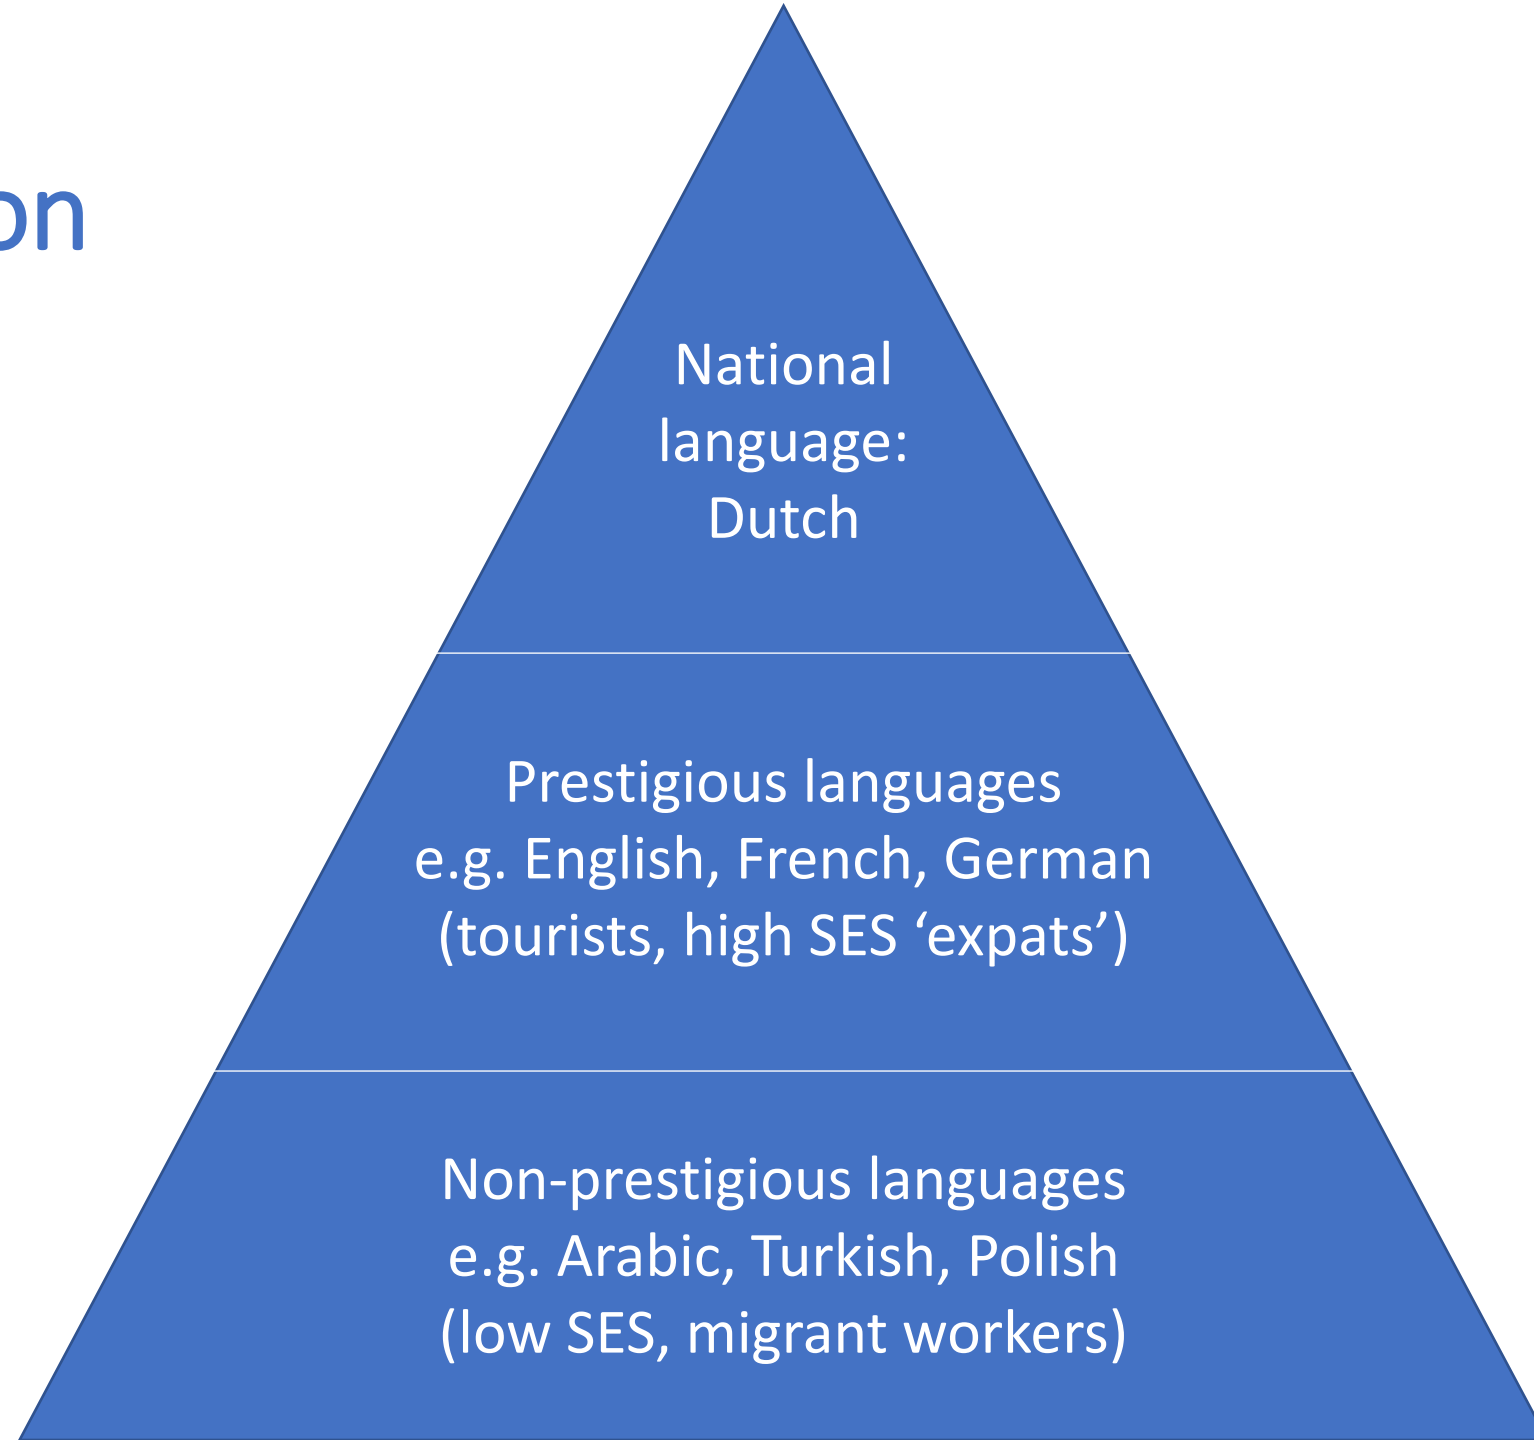 on
National
language:
Dutch
Prestigious languages
e.g. English, French, German
(tourists, high SES ‘expats’)
Non-prestigious languages
e.g. Arabic, Turkish, Polish
(low SES, migrant workers)